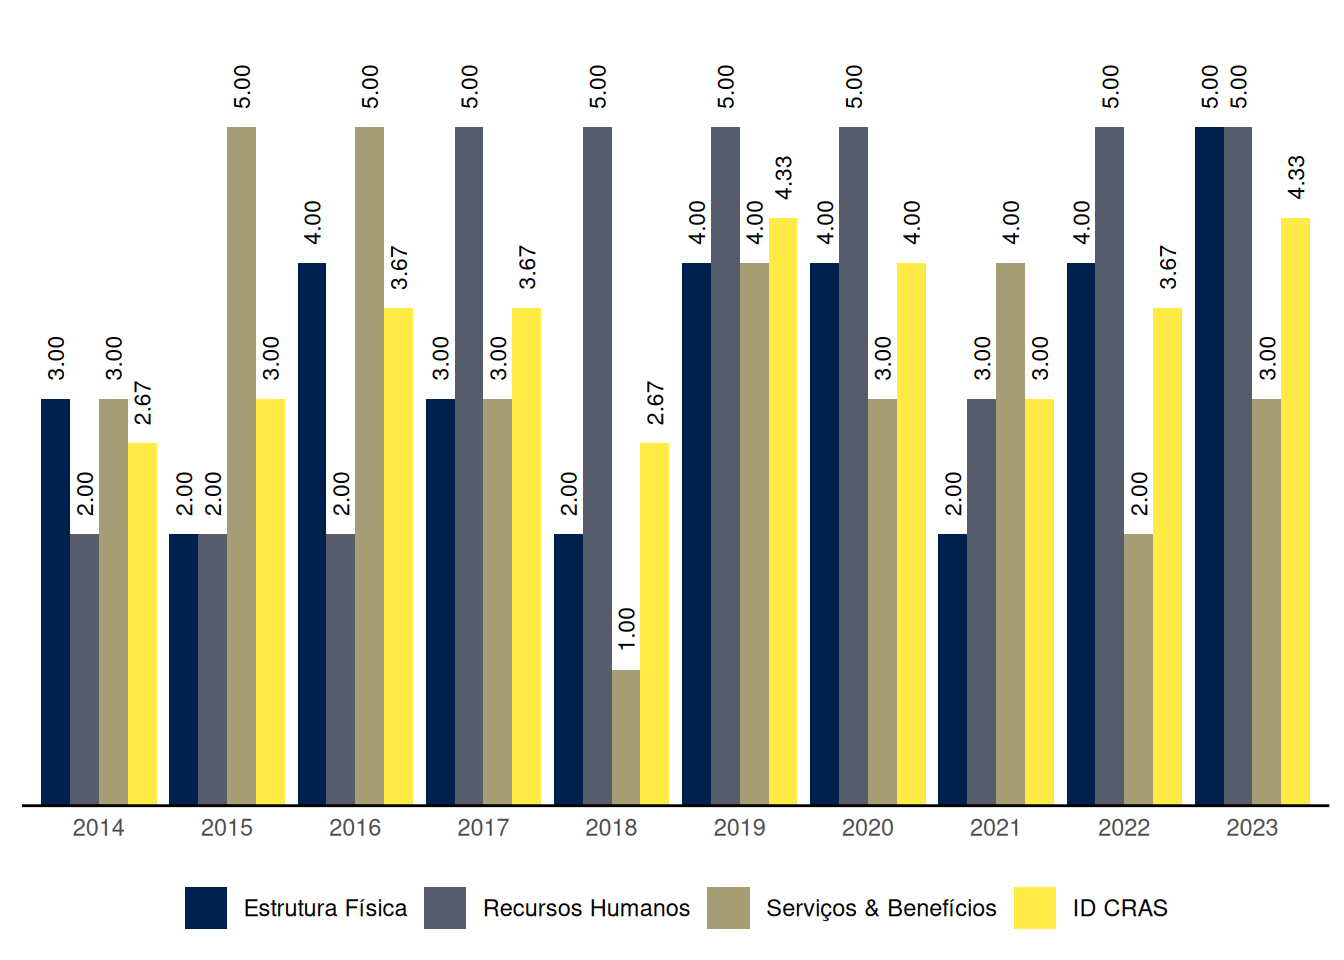 3.00 2.00 3.00 2.67
2.00 2.00 5.00 3.00
4.00 2.00 5.00 3.67
3.00 5.00 3.00 3.67
2.00 5.00 1.00 2.67
4.00 5.00 4.00 4.33
4.00 5.00 3.00 4.00
2.00 3.00 4.00 3.00
4.00 5.00 2.00 3.67
5.00 5.00 3.00 4.33
2014 2015 2016 2017 2018 2019 2020 2021 2022 2023
Estrutura Física Recursos Humanos Serviços & Benefícios ID CRAS